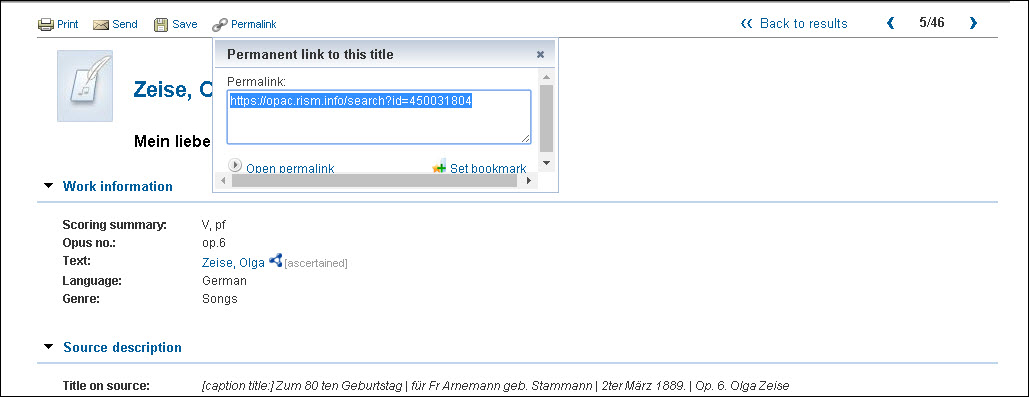 Print Send Save Permalink Back to results 5/46
Permanent link to this title
Permalink:
https://opac.rism.info/search?id=450031804
Zeise, O
Mein liebe
Open permalink Set bookmark
Work information
Scoring summary: V, pf
Opus no.: op.6
Text: Zeise, Olga [ascertained]
Language: German
Genre: Songs
Source description
Title on source: [caption title:] Zum 80 ten Geburtstag | für Fr Arnemann geb. Stammann | 2ter März 1889. | Op. 6. Olga Zeise